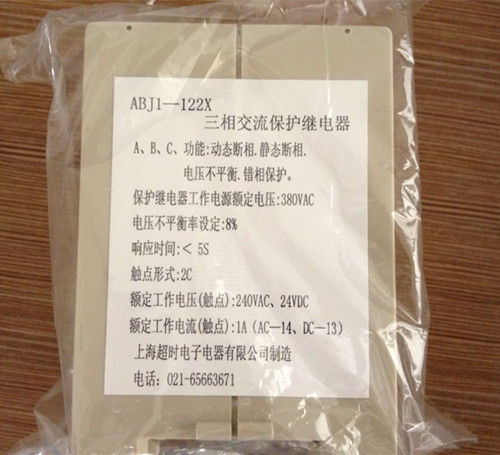 ABJ1—122X
三相交流保护继电器
A、B、C、功能:动态断相.静态断相.
电压不平衡.错相保护。
保护继电器工作电源额定电压:380VAC
电压不平衡率设定:8%
响应时间:< 5S
触点形式:2C
额定工作电压(触点):240VAC、24VDC
额定工作电流(触点):1A（AC—14、DC—13）
上海超时电子电器有限公司制造
电话: 021-65663671